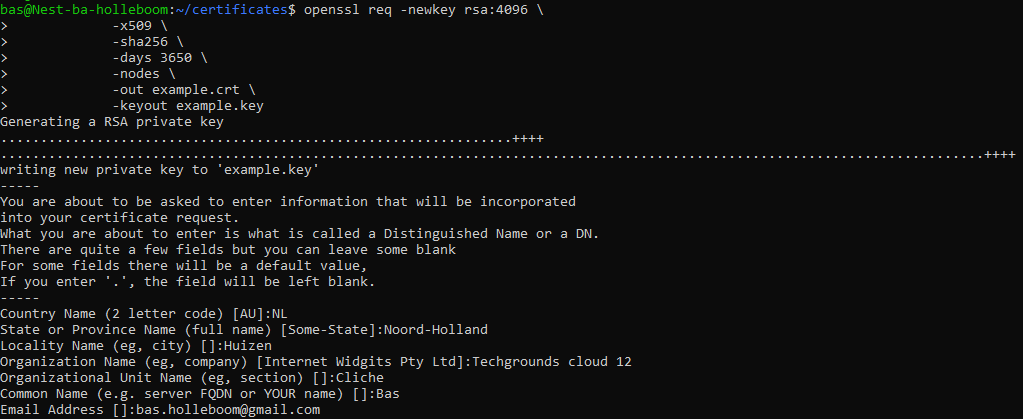 bas@Nest-ba-holleboom:~/certificates$ openssl req -newkey rsa:4096 \
>             -x509 \
>             -sha256 \
>             -days 3650 \
>             -nodes \
>             -out example.crt \
>             -keyout example.key
Generating a RSA private key
................................................................++++
...........................................................................................................................++++
writing new private key to 'example.key'
-----
You are about to be asked to enter information that will be incorporated
into your certificate request.
What you are about to enter is what is called a Distinguished Name or a DN.
There are quite a few fields but you can leave some blank
For some fields there will be a default value,
If you enter '.', the field will be left blank.
-----
Country Name (2 letter code) [AU]:NL
State or Province Name (full name) [Some-State]:Noord-Holland
Locality Name (eg, city) []:Huizen
Organization Name (eg, company) [Internet Widgits Pty Ltd]:Techgrounds cloud 12
Organizational Unit Name (eg, section) []:Cliche
Common Name (e.g. server FQDN or YOUR name) []:Bas
Email Address []:bas.holleboom@gmail.com